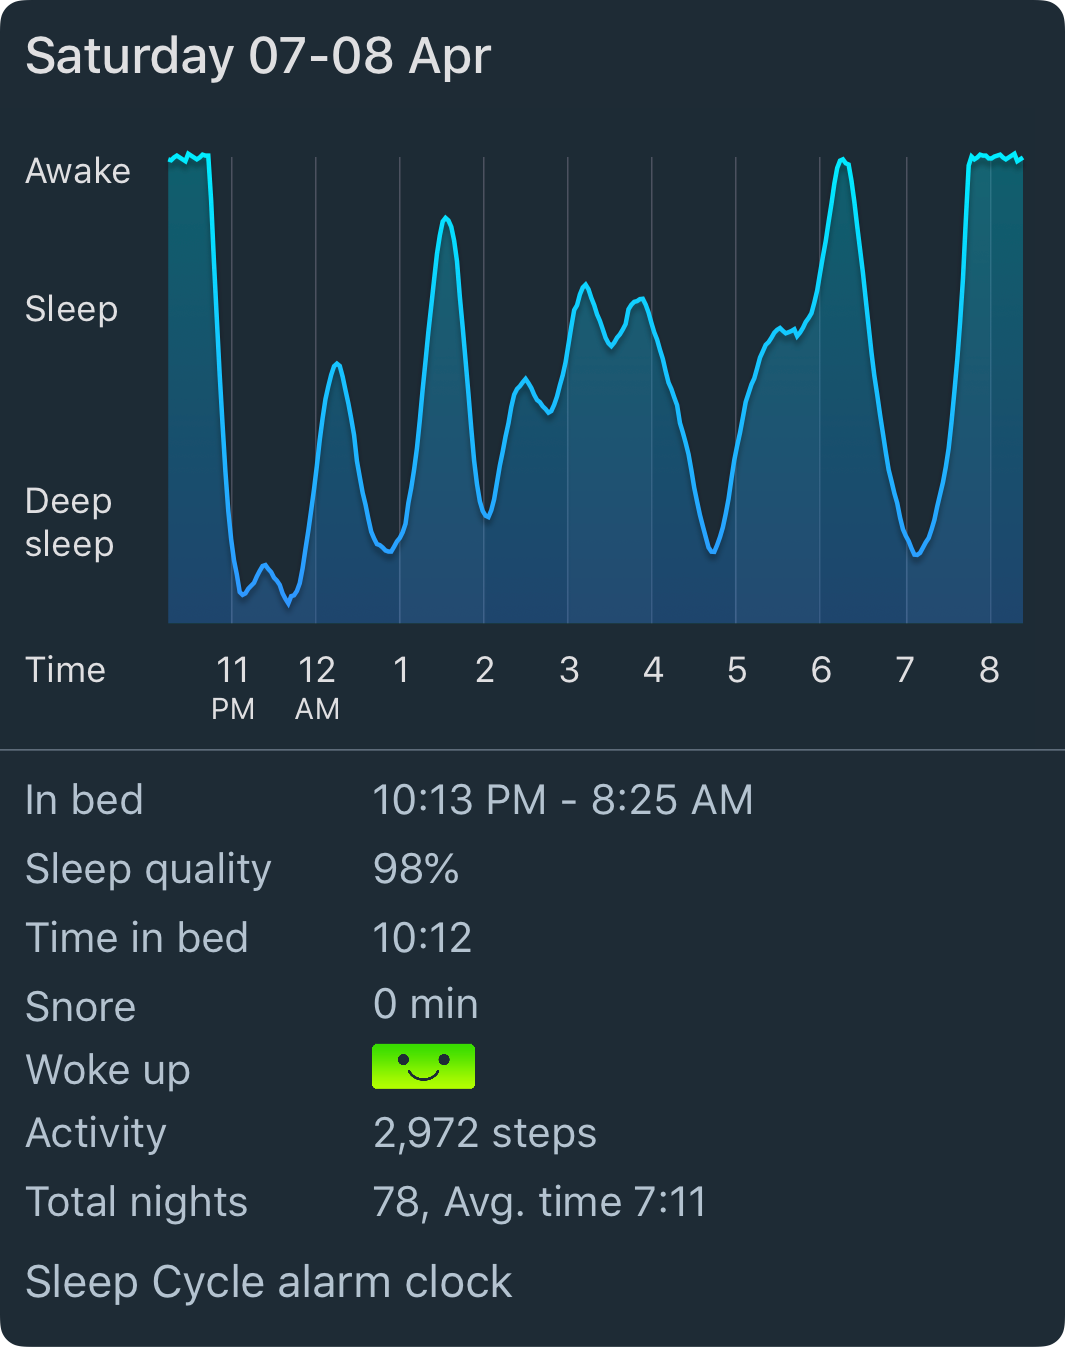 Saturday 07-08 Apr
Awake
Sleep
Deep
sleep
Time 11 12 1 2 3 4 5 6 7 8
PM AM
In bed 10:13 PM - 8:25 AM
Sleep quality 98%
Time in bed 10:12
Snore 0 min
Woke up
Activity 2,972 steps
Total nights 78, Avg. time 7:11
Sleep Cycle alarm clock